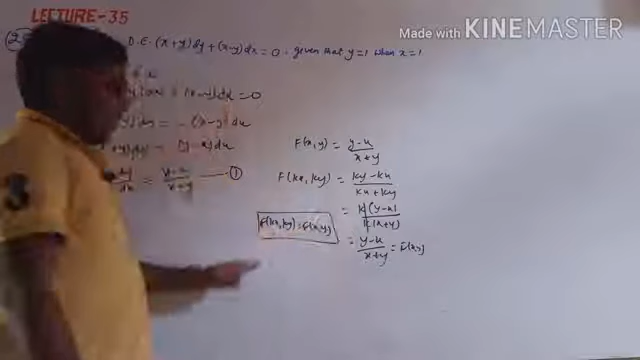 LECTURE-35
Made with KINEMASTER
D.E. (x+y)dy + (x-y)dx = 0. given that y=1 when x=1
= - (x-y) dx
dy/dx = y-x/x+y ——①
F(x,y) = y-x/x+y
F(kx, ky) = ky-kx/kx+ky
= k(y-x)/k(x+y)
F(kx,ky)=F(x,y)
= y-x/x+y = F(x,y)